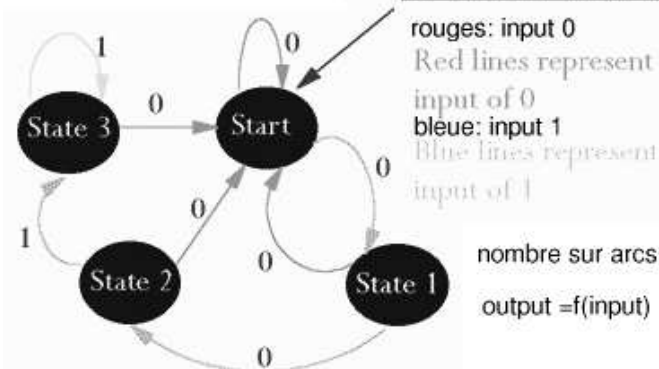 rouges: input 0
Red lines represent
input of 0
bleue: input 1
Blue lines represent
input of 1
1
0
0
State 3
Start
0
0
1
0
State 2
0
State 1
nombre sur arcs
output =f(input)
0